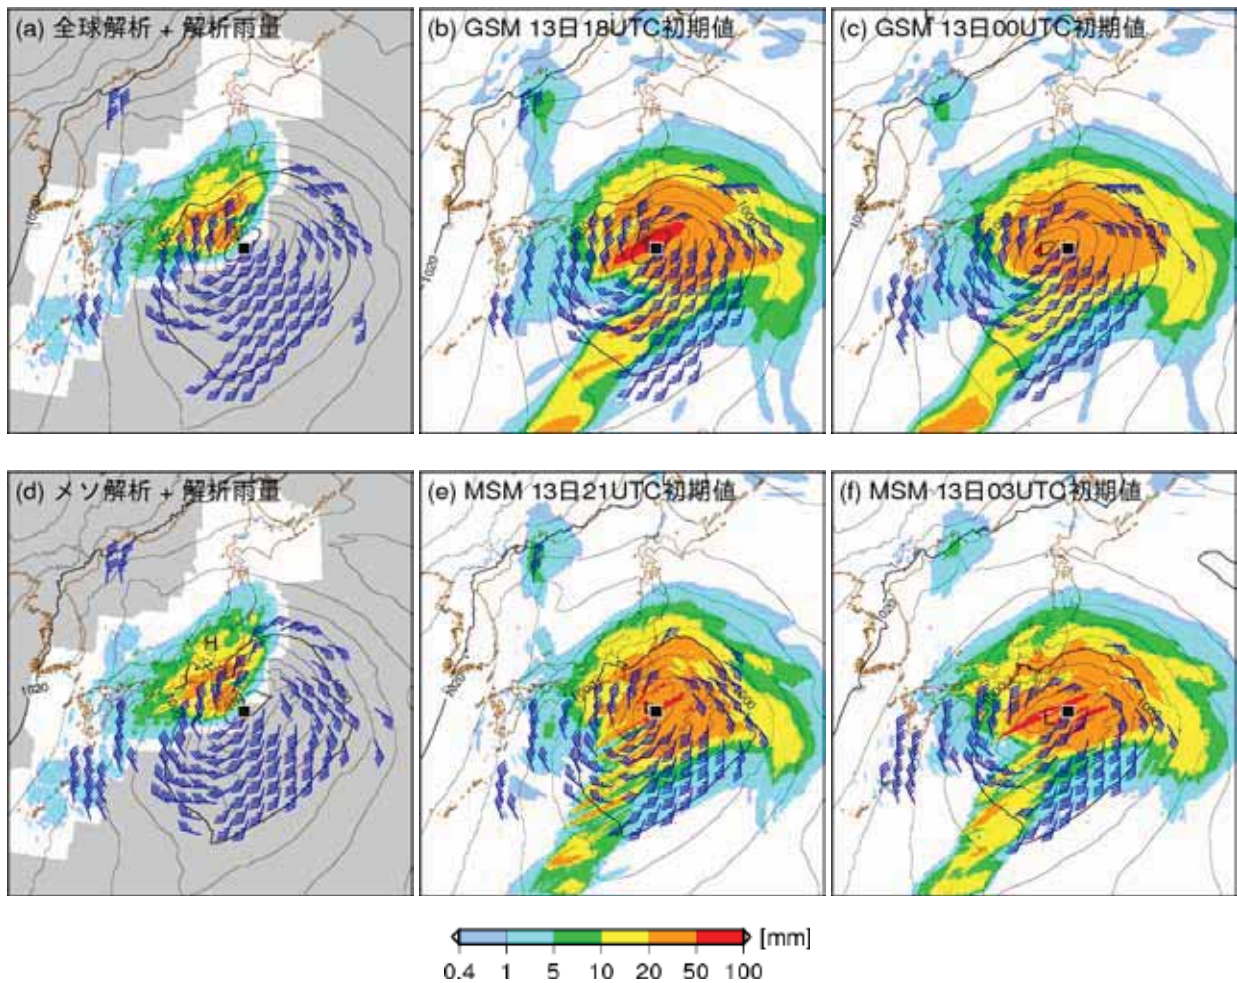 (a) 全球解析 + 解析雨量
(b) GSM 13日18UTC初期値
(c) GSM 13日00UTC初期値
1020
1020
(d) メソ解析 + 解析雨量
(e) MSM 13日21UTC初期値
(f) MSM 13日03UTC初期値
H
1020
L
[mm]
0.4 1 5 10 20 50 100